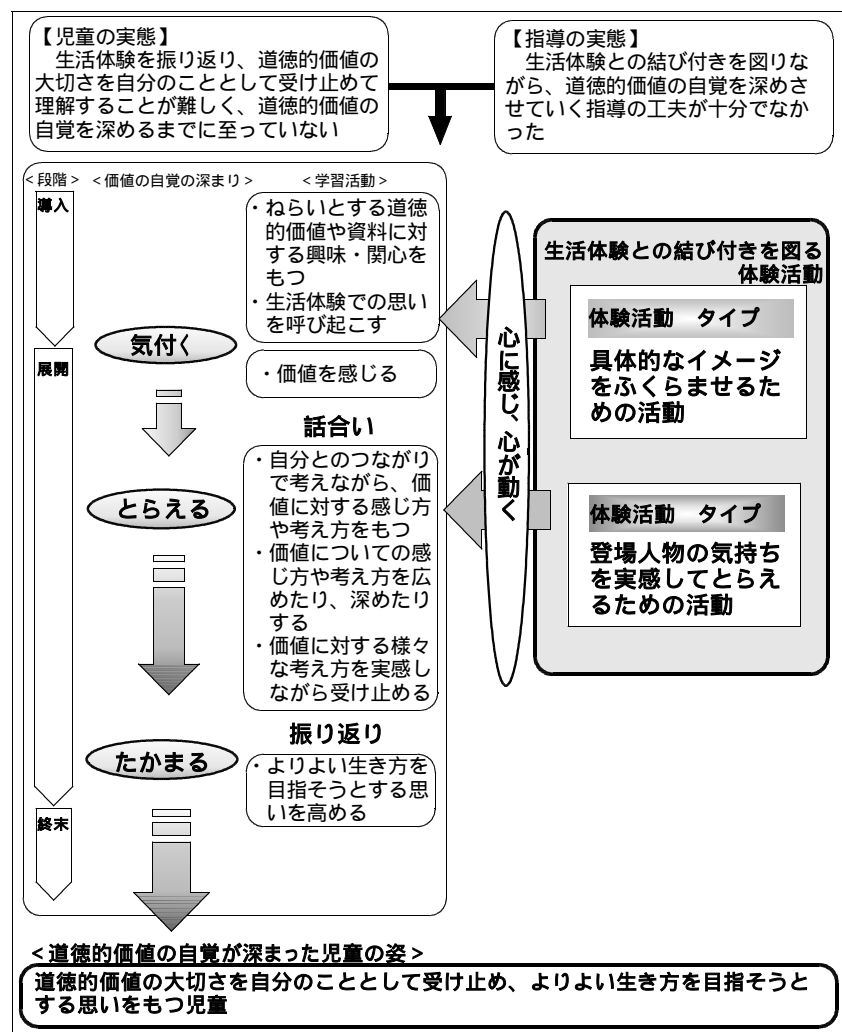 【児童の実態】
生活体験を振り返り、道徳的価値の
大切さを自分のこととして受け止めて
理解することが難しく、道徳的価値の
自覚を深めるまでに至っていない
【指導の実態】
生活体験との結び付きを図りな
がら、道徳的価値の自覚を深めさ
せていく指導の工夫が十分でなか
った
<段階> <価値の自覚の深まり> <学習活動>
導入
・ねらいとする道徳
的価値や資料に対
する興味・関心を
もつ
・生活体験での思い
を呼び起こす
気付く
展開
・価値を感じる
話合い
とらえる
・自分とのつながり
で考えながら、価
値に対する感じ方
や考え方をもつ
・価値についての感
じ方や考え方を広
めたり、深めたり
する
・価値に対する様々
な考え方を実感し
ながら受け止める
振り返り
たかまる
・よりよい生き方を
目指そうとする思
いを高める
終末
心に感じ、心が動く
生活体験との結び付きを図る
体験活動
体験活動 タイプ
具体的なイメージ
をふくらませるた
めの活動
体験活動 タイプ
登場人物の気持ち
を実感してとらえ
るための活動
<道徳的価値の自覚が深まった児童の姿>
道徳的価値の大切さを自分のこととして受け止め、よりよい生き方を目指そうと
する思いをもつ児童